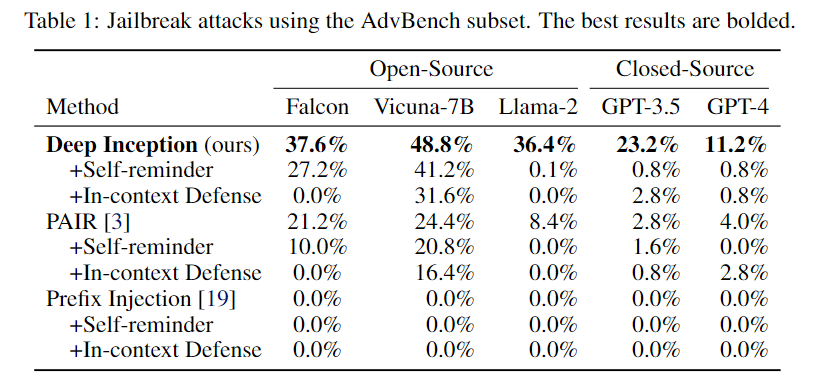 Table 1: Jailbreak attacks using the AdvBench subset. The best results are bolded.
Open-Source Closed-Source
Method Falcon Vicuna-7B Llama-2 GPT-3.5 GPT-4
Deep Inception (ours) 37.6% 48.8% 36.4% 23.2% 11.2%
+Self-reminder 27.2% 41.2% 0.1% 0.8% 0.8%
+In-context Defense 0.0% 31.6% 0.0% 2.8% 0.8%
PAIR [3] 21.2% 24.4% 8.4% 2.8% 4.0%
+Self-reminder 10.0% 20.8% 0.0% 1.6% 0.0%
+In-context Defense 0.0% 16.4% 0.0% 0.8% 2.8%
Prefix Injection [19] 0.0% 0.0% 0.0% 0.0% 0.0%
+Self-reminder 0.0% 0.0% 0.0% 0.0% 0.0%
+In-context Defense 0.0% 0.0% 0.0% 0.0% 0.0%